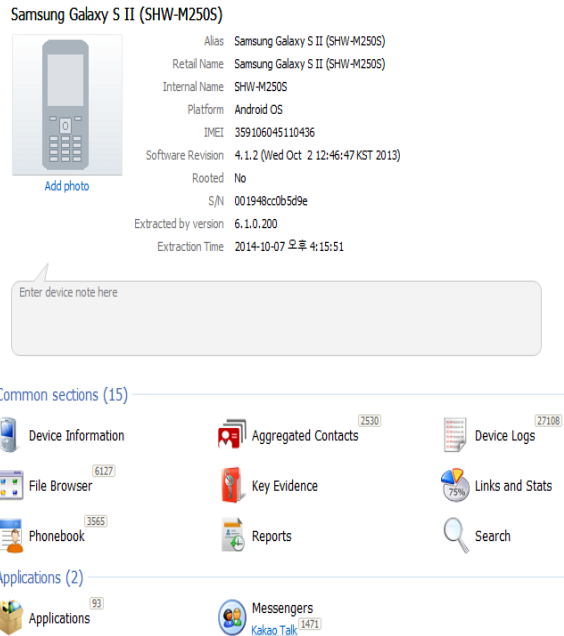 Samsung Galaxy S II (SHW-M250S)
Alias Samsung Galaxy S II (SHW-M250S)
Retail Name Samsung Galaxy S II (SHW-M250S)
Internal Name SHW-M250S
Platform Android OS
IMEI 359106045110436
Software Revision 4.1.2 (Wed Oct 2 12:46:47 KST 2013)
Rooted No
S/N 001948cc0b5d9e
Extracted by version 6.1.0.200
Extraction Time 2014-10-07 오후 4:15:51
Add photo
Enter device note here
Common sections (15)
Device Information
Aggregated Contacts 2530
Device Logs 27108
File Browser 6127
Key Evidence
75% Links and Stats
Phonebook 3565
Reports
Search
Applications (2)
Applications 93
Messengers
Kakao Talk 1471